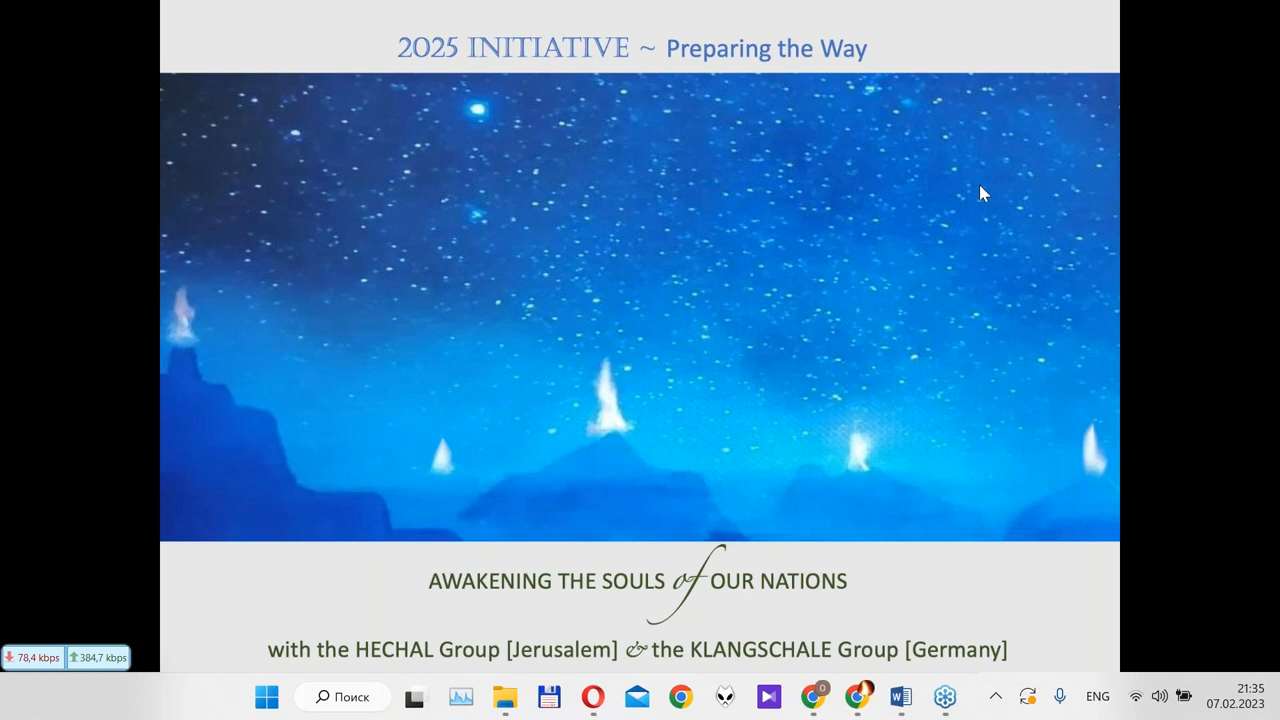 2025 INITIATIVE ~ Preparing the Way
AWAKENING THE SOULS of OUR NATIONS
with the HECHAL Group [Jerusalem] & the KLANGSCHALE Group [Germany]
78,4 kbps 384,7 kbps
Поиск
0
ENG
21:35
07.02.2023